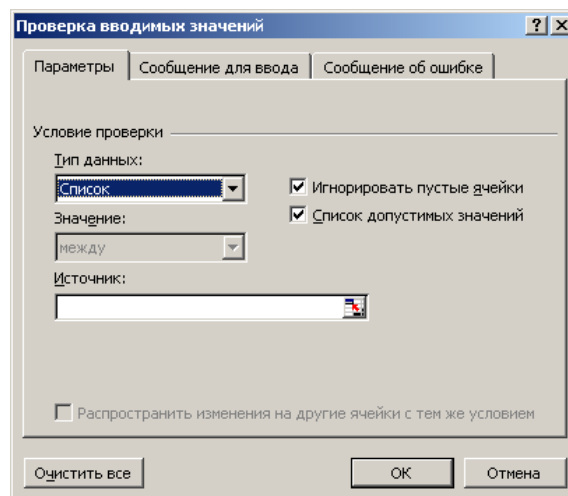 Проверка вводимых значений
Параметры Сообщение для ввода Сообщение об ошибке
Условие проверки
Тип данных:
Список
Игнорировать пустые ячейки
Значение:
Список допустимых значений
между
Источник:
Распространить изменения на другие ячейки с тем же условием
Очистить все ОК Отмена